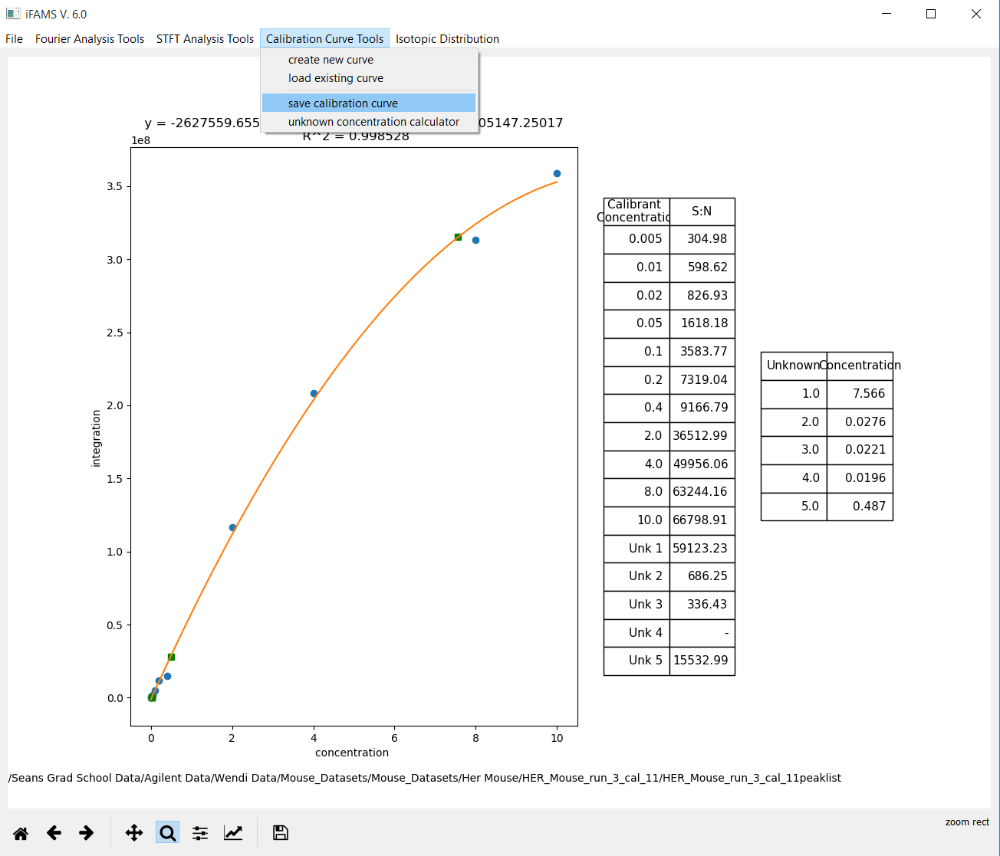 iFAMS V. 6.0
File Fourier Analysis Tools STFT Analysis Tools Calibration Curve Tools Isotopic Distribution
create new curve
load existing curve
save calibration curve
unknown concentration calculator
y = -2627559.655 05147.25017
R^2 = 0.998528
1e8
3.5
3.0
2.5
2.0
1.5
1.0
0.5
0.0
integration
0 2 4 6 8 10
concentration
Calibrant
Concentratio S:N
0.005 304.98
0.01 598.62
0.02 826.93
0.05 1618.18
0.1 3583.77
0.2 7319.04
0.4 9166.79
2.0 36512.99
4.0 49956.06
8.0 63244.16
10.0 66798.91
Unk 1 59123.23
Unk 2 686.25
Unk 3 336.43
Unk 4 -
Unk 5 15532.99
Unknown Concentration
1.0 7.566
2.0 0.0276
3.0 0.0221
4.0 0.0196
5.0 0.487
/Seans Grad School Data/Agilent Data/Wendi Data/Mouse_Datasets/Mouse_Datasets/Her Mouse/HER_Mouse_run_3_cal_11/HER_Mouse_run_3_cal_11peaklist
zoom rect